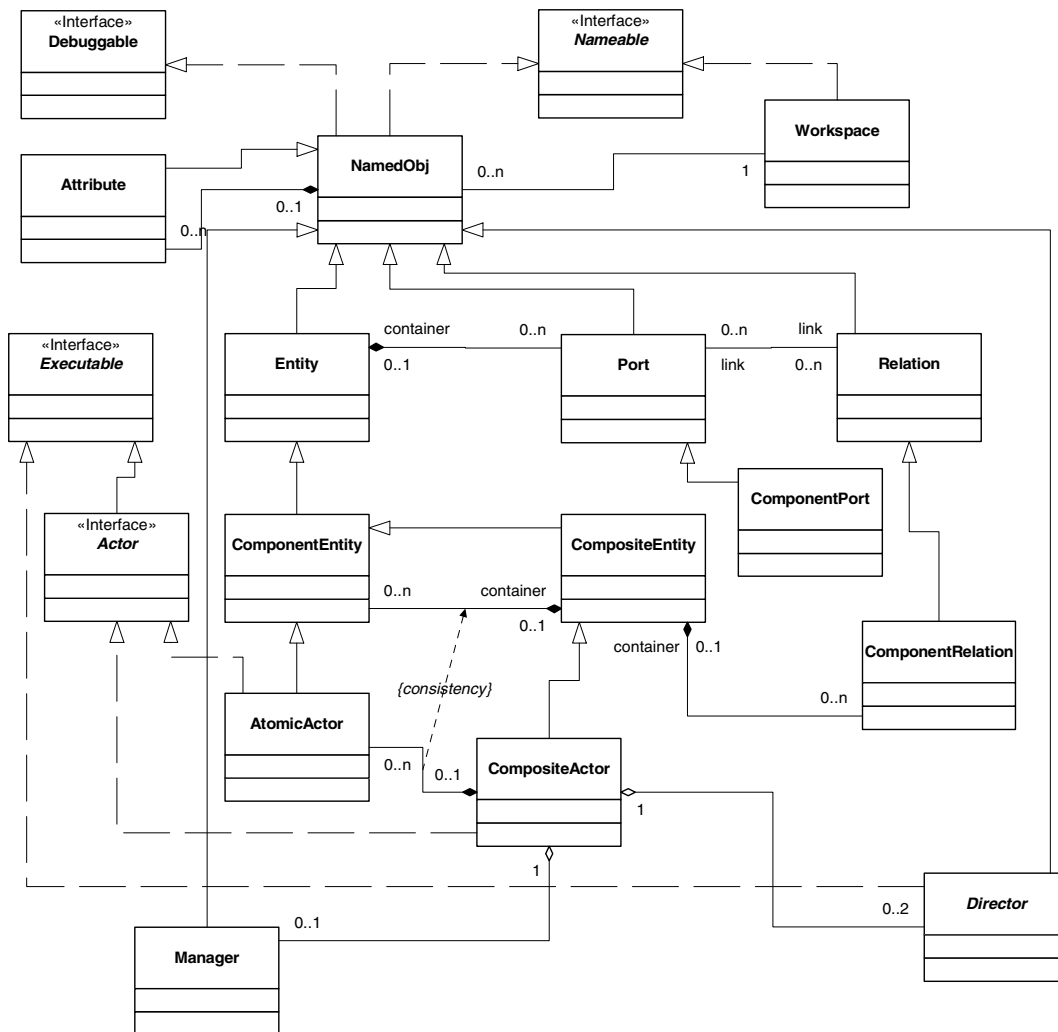 «Interface»
Debuggable
«Interface»
Nameable
Workspace
NamedObj
0..n
1
Attribute
0..1
0..n
«Interface»
Executable
container
0..n
0..n
link
Entity
0..1
Port
link
0..n
Relation
ComponentPort
«Interface»
Actor
ComponentEntity
CompositeEntity
0..n
container
0..1
container
0..1
ComponentRelation
{consistency}
0..n
AtomicActor
0..n
0..1
CompositeActor
1
1
0..2
Director
0..1
Manager